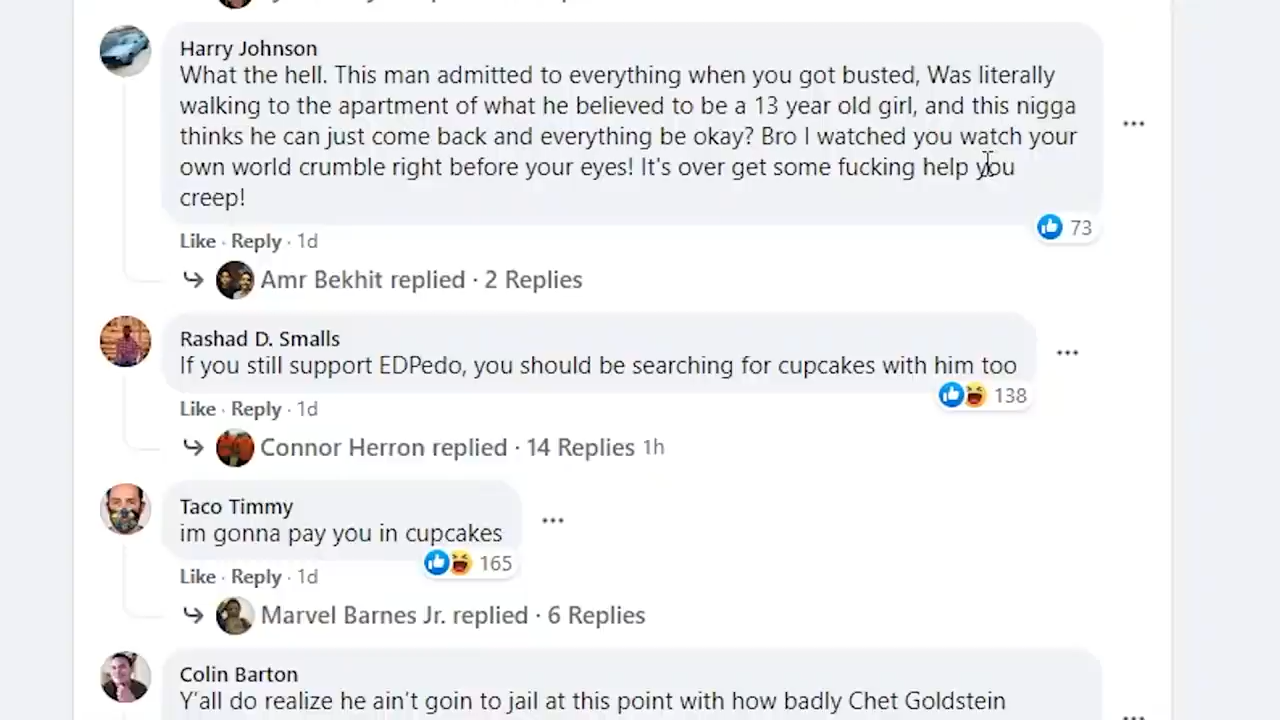 Harry Johnson
What the hell. This man admitted to everything when you got busted, Was literally
walking to the apartment of what he believed to be a 13 year old girl, and this nigga
thinks he can just come back and everything be okay? Bro I watched you watch your
own world crumble right before your eyes! It's over get some fucking help you
creep!
73
Like · Reply · 1d
Amr Bekhit replied · 2 Replies
Rashad D. Smalls
If you still support EDPedo, you should be searching for cupcakes with him too
138
Like · Reply · 1d
Connor Herron replied · 14 Replies 1h
Taco Timmy
im gonna pay you in cupcakes
165
Like · Reply · 1d
Marvel Barnes Jr. replied · 6 Replies
Colin Barton
Y'all do realize he ain't goin to jail at this point with how badly Chet Goldstein